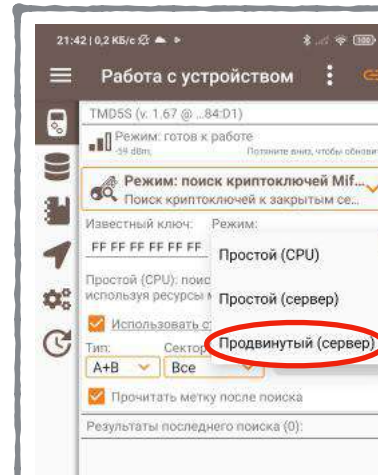 21:42 | 0,2 КБ/с
100
Работа с устройством
TMD5S (v. 1.67 @ ..84:D1)
Режим: готов к работе
-59 dBm; Потяните вниз, чтобы обновит
Режим: поиск криптоключей Mif...
Поиск криптоключей к закрытым се...
Известный ключ: Режим:
FF FF FF FF FF FF
Простой (CPU)
Простой (CPU): поис
используя ресурсы
Простой (сервер)
Использовать
Продвинутый (сервер)
Тип: Сектор
A+B Все
Прочитать метку после поиска
Результаты последнего поиска (0):